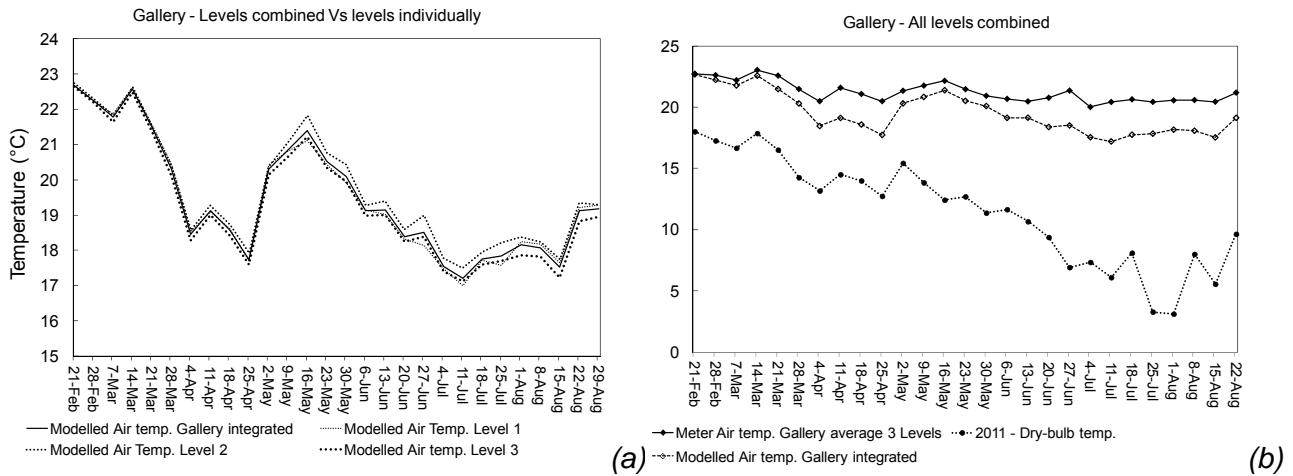 Gallery - Levels combined Vs levels individually
24
23
22
21
20
19
18
17
16
15
Temperature (°C)
21-Feb
28-Feb
7-Mar
14-Mar
21-Mar
28-Mar
4-Apr
11-Apr
18-Apr
25-Apr
2-May
9-May
16-May
23-May
30-May
6-Jun
13-Jun
20-Jun
27-Jun
4-Jul
11-Jul
18-Jul
25-Jul
1-Aug
8-Aug
15-Aug
22-Aug
29-Aug
Modelled Air temp. Gallery integrated
Modelled Air Temp. Level 1
Modelled Air Temp. Level 2
Modelled Air Temp. Level 3
(a)
Gallery - All levels combined
25
20
15
10
5
0
21-Feb
28-Feb
7-Mar
14-Mar
21-Mar
28-Mar
4-Apr
11-Apr
18-Apr
25-Apr
2-May
9-May
16-May
23-May
30-May
6-Jun
13-Jun
20-Jun
27-Jun
4-Jul
11-Jul
18-Jul
25-Jul
1-Aug
8-Aug
15-Aug
22-Aug
Meter Air temp. Gallery average 3 Levels
2011 - Dry-bulb temp.
Modelled Air temp. Gallery integrated
(b)